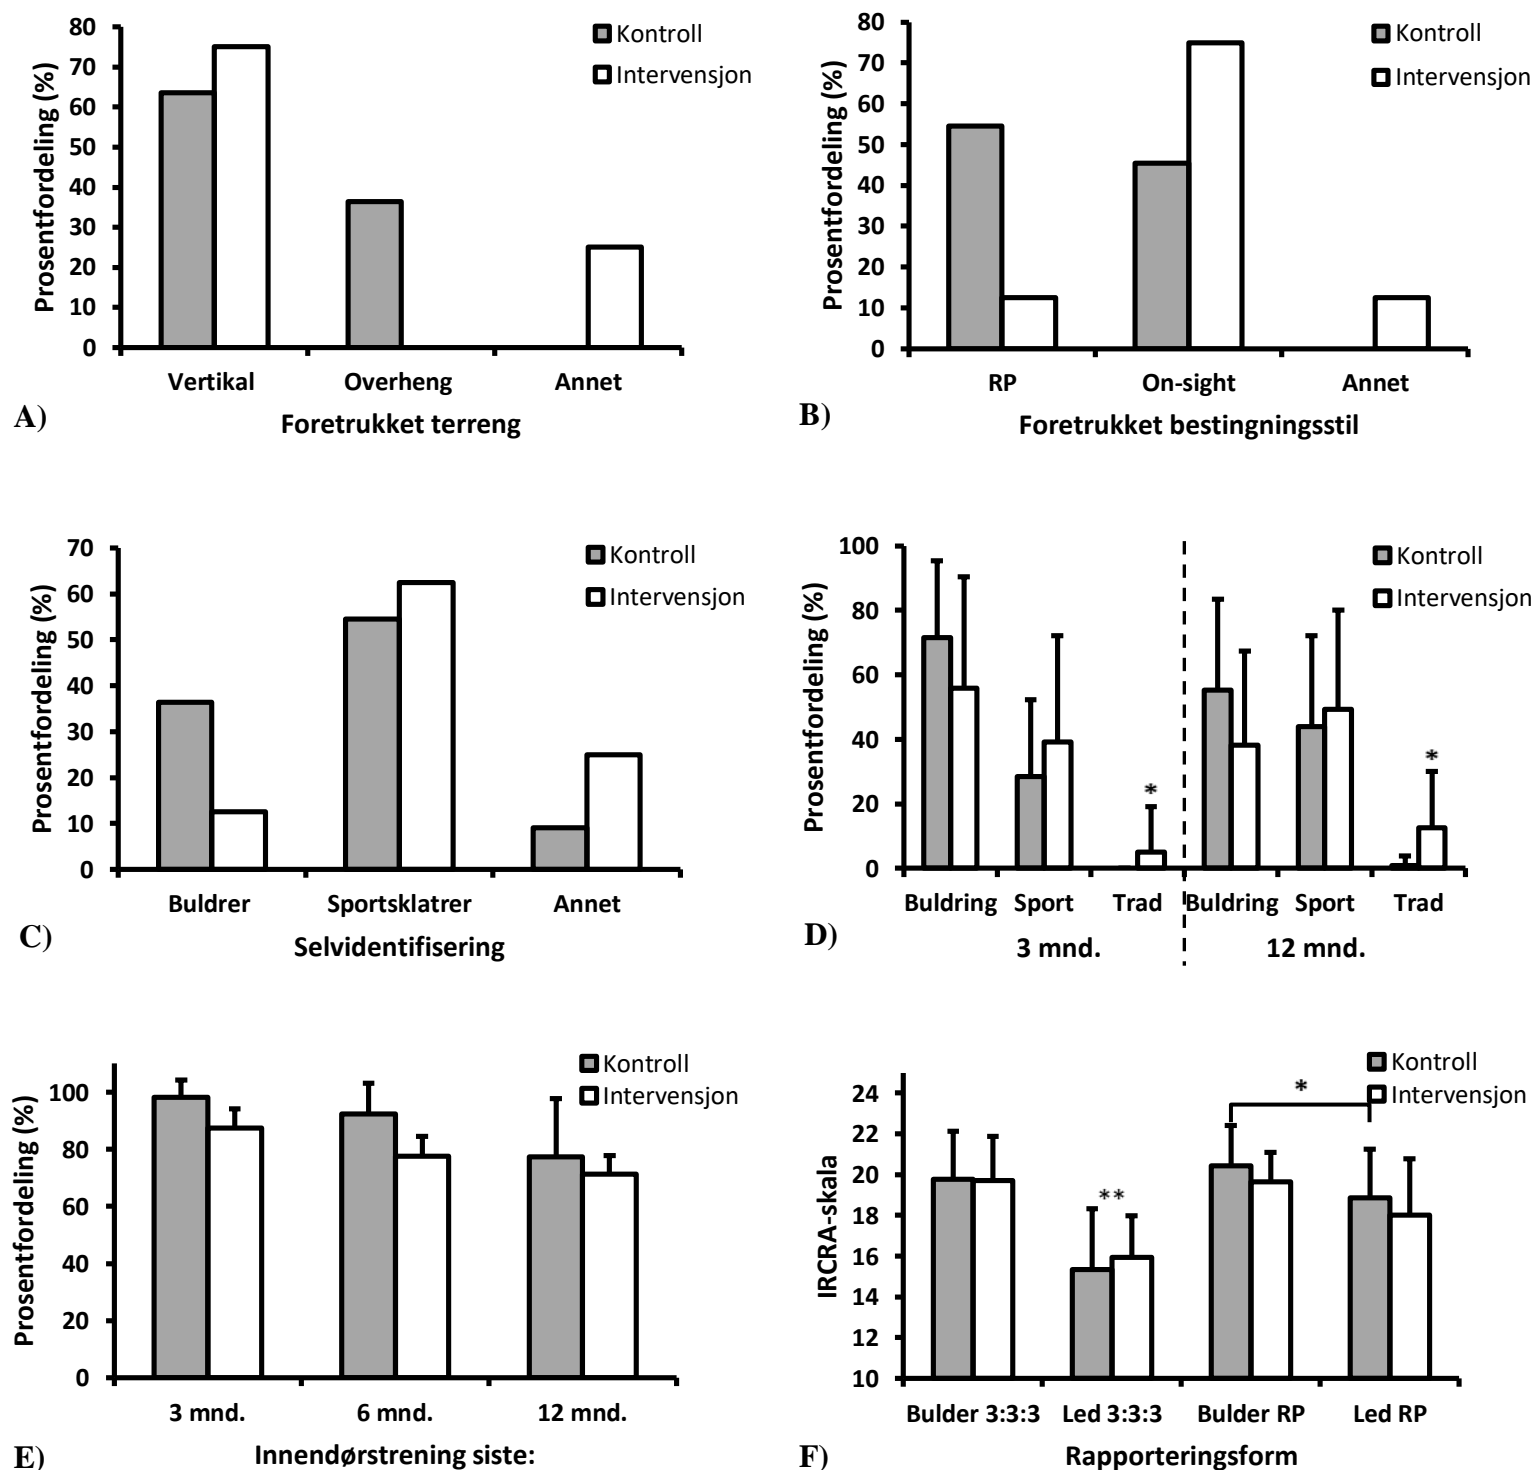 Kontroll
Intervensjon
Prosentfordeling (%)
80
70
60
50
40
30
20
10
0
Vertikal Overheng Annet
A)
Foretrukket terreng
Kontroll
Intervensjon
Prosentfordeling (%)
80
70
60
50
40
30
20
10
0
RP On-sight Annet
B)
Foretrukket bestingningsstil
Kontroll
Intervensjon
Prosentfordeling (%)
70
60
50
40
30
20
10
0
Buldrer Sportsklatrer Annet
C)
Selvidentifisering
Kontroll
Intervensjon
Prosentfordeling (%)
100
80
60
40
20
0
*
*
Buldring Sport Trad Buldring Sport Trad
D)
3 mnd. 12 mnd.
Kontroll
Intervensjon
Prosentfordeling (%)
100
80
60
40
20
0
3 mnd. 6 mnd. 12 mnd.
E)
Innendørstrening siste:
Kontroll
Intervensjon
IRCRA-skala
24
22
20
18
16
14
12
10
**
*
Bulder 3:3:3 Led 3:3:3 Bulder RP Led RP
F)
Rapporteringsform